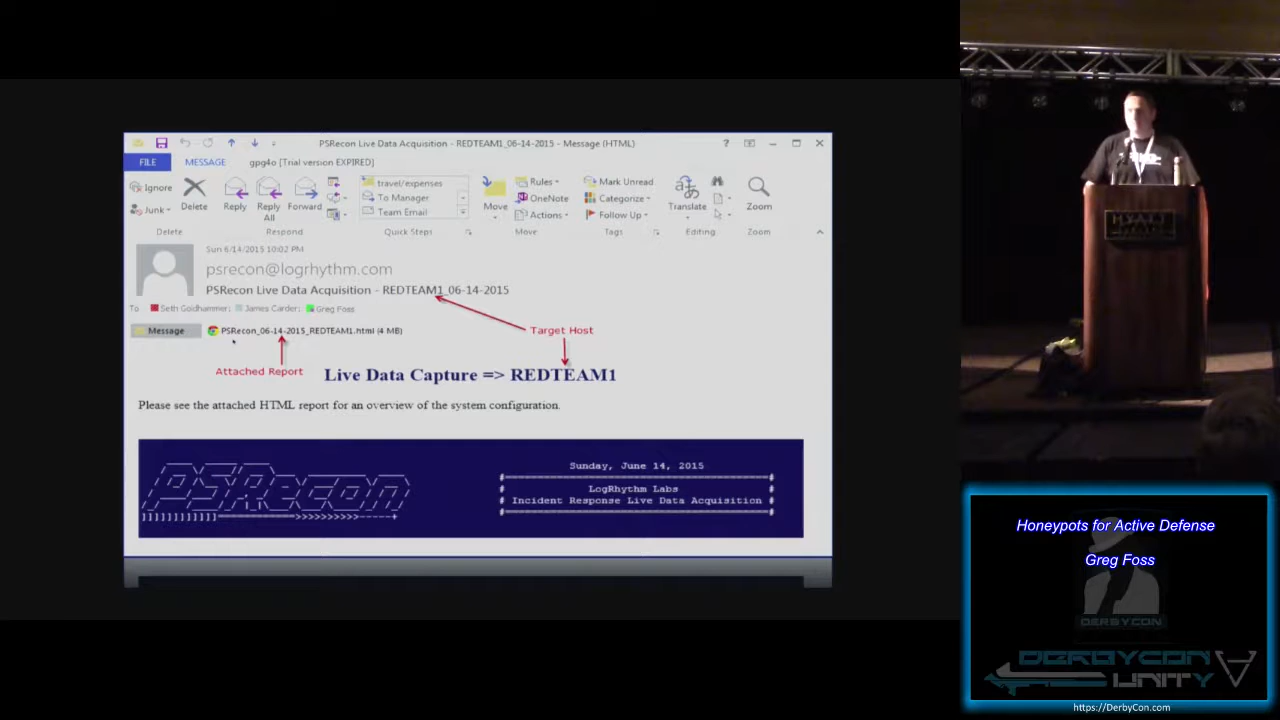 PSRecon Live Data Acquisition - REDTEAM1_06-14-2015 - Message (HTML)
FILE
MESSAGE
gpg4o [Trial version EXPIRED]
Ignore
Junk
Delete
Reply
Reply All
Forward
travel/expenses
To Manager
Team Email
Move
Rules
OneNote
Actions
Mark Unread
Categorize
Follow Up
Translate
Zoom
Delete
Respond
Quick Steps
Move
Tags
Editing
Zoom
Sun 6/14/2015 10:02 PM
psrecon@logrhythm.com
PSRecon Live Data Acquisition - REDTEAM1_06-14-2015
To Seth Goldhammer; James Carder; Greg Foss
Message
PSRecon_06-14-2015_REDTEAM1.html (4 MB)
Target Host
Attached Report
Live Data Capture => REDTEAM1
Please see the attached HTML report for an overview of the system configuration.
PSRecon
Sunday, June 14, 2015
LogRhythm Labs
Incident Response Live Data Acquisition
HYATT
Honeypots for Active Defense
Greg Foss
DERBYCON
DERBYCON
UNITY
https://DerbyCon.com